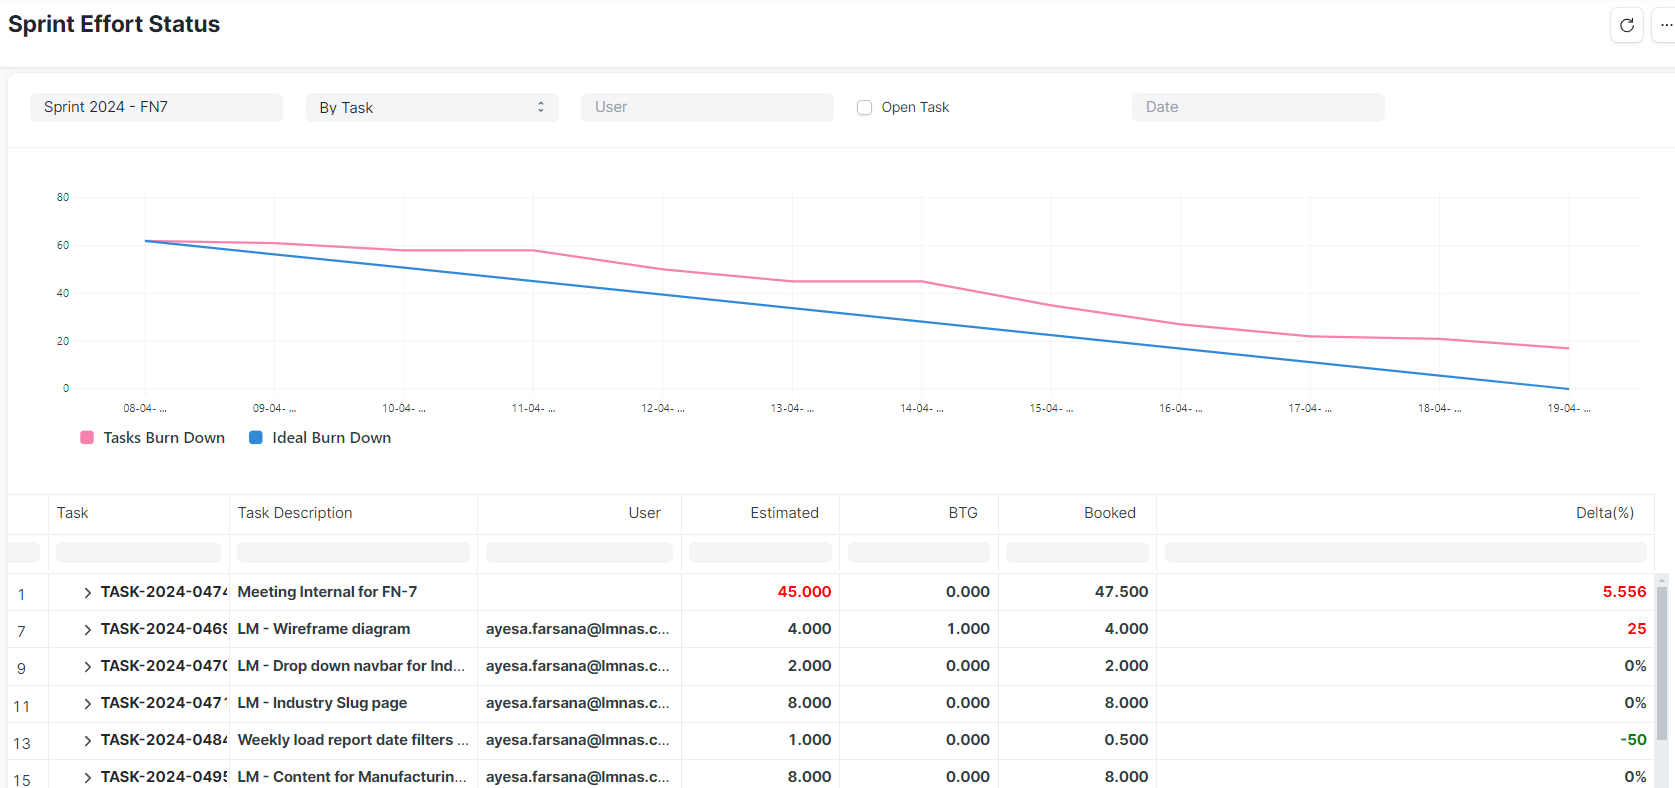 Sprint Effort Status
Sprint 2024 - FN7 By Task User Open Task Date
80
60
40
20
0
08-04- ... 09-04- ... 10-04- ... 11-04- ... 12-04- ... 13-04- ... 14-04- ... 15-04- ... 16-04- ... 17-04- ... 18-04- ... 19-04- ...
Tasks Burn Down Ideal Burn Down
Task Task Description User Estimated BTG Booked Delta(%)
1 TASK-2024-0474 Meeting Internal for FN-7 45.000 0.000 47.500 5.556
7 TASK-2024-0469 LM - Wireframe diagram ayesa.farsana@lmnas.c... 4.000 1.000 4.000 25
9 TASK-2024-0470 LM - Drop down navbar for Ind... ayesa.farsana@lmnas.c... 2.000 0.000 2.000 0%
11 TASK-2024-0471 LM - Industry Slug page ayesa.farsana@lmnas.c... 8.000 0.000 8.000 0%
13 TASK-2024-0484 Weekly load report date filters ... ayesa.farsana@lmnas.c... 1.000 0.000 0.500 -50
15 TASK-2024-0495 LM - Content for Manufacturin... ayesa.farsana@lmnas.c... 8.000 0.000 8.000 0%